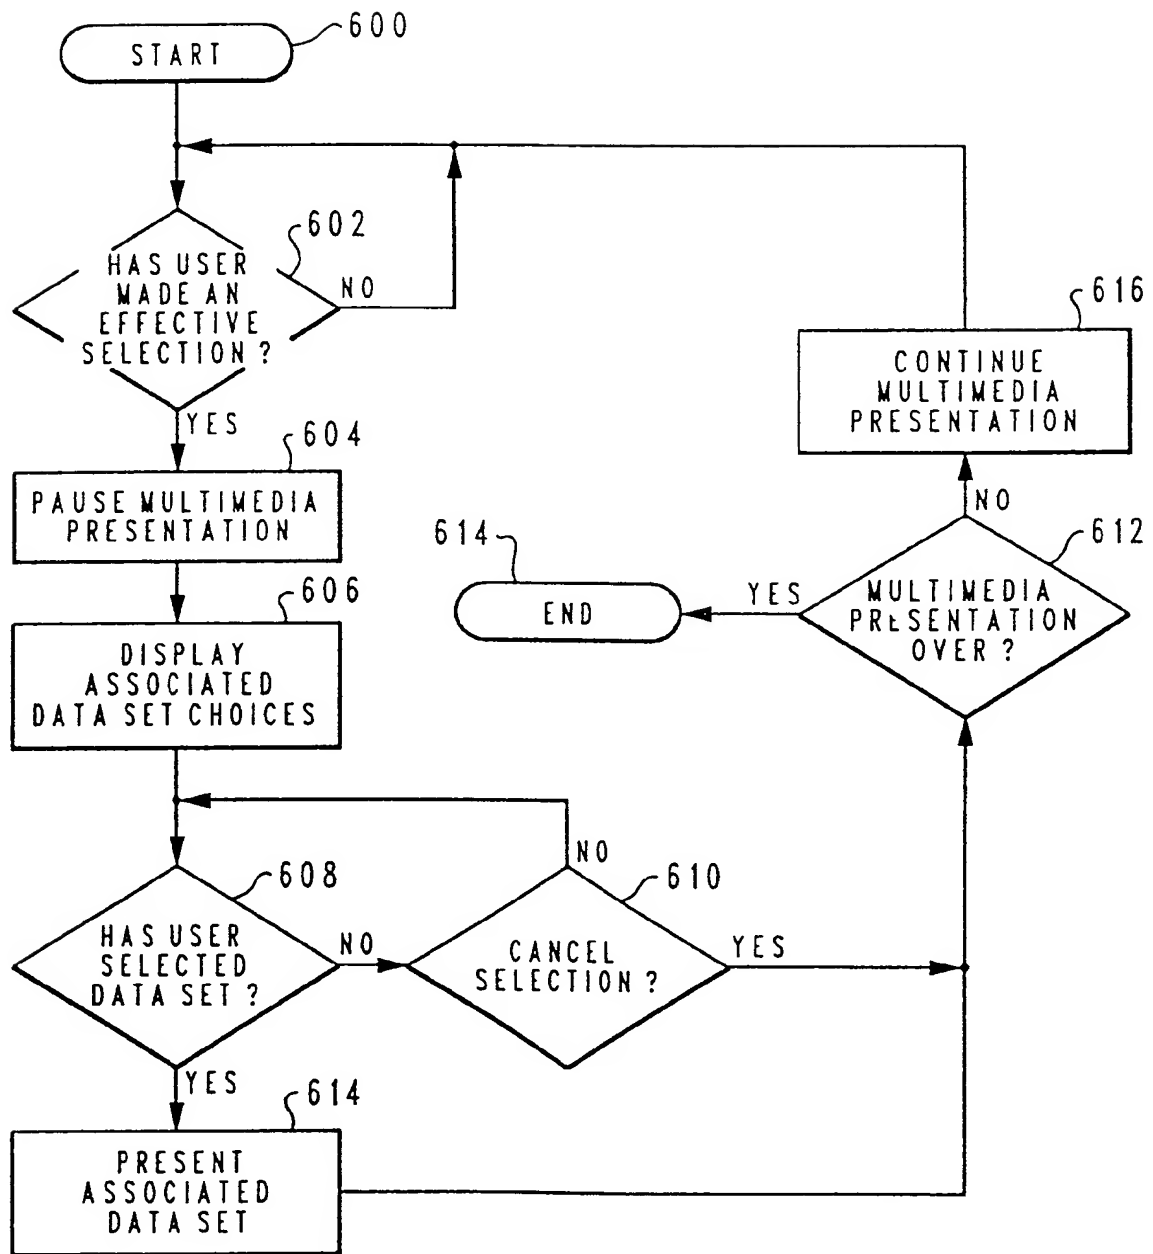 600
START
602
HAS USER
MADE AN
EFFECTIVE
SELECTION ?
NO
YES
604
PAUSE MULTIMEDIA
PRESENTATION
606
DISPLAY
ASSOCIATED
DATA SET CHOICES
608
HAS USER
SELECTED
DATA SET ?
NO
YES
610
CANCEL
SELECTION ?
NO
YES
614
PRESENT
ASSOCIATED
DATA SET
612
MULTIMEDIA
PRESENTATION
OVER ?
YES
NO
614
END
616
CONTINUE
MULTIMEDIA
PRESENTATION